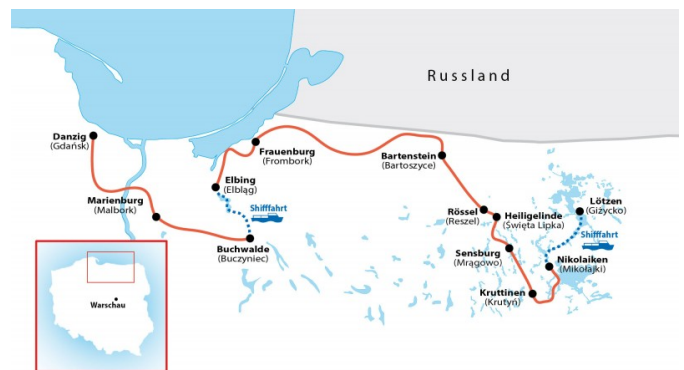 Russland
Danzig
(Gdańsk)
Frauenburg
(Frombork)
Bartenstein
(Bartoszyce)
Elbing
(Elbląg)
Marienburg
(Malbork)
Shifffahrt
Buchwalde
(Buczyniec)
Rössel
(Reszel)
Heiligelinde
(Święta Lipka)
Lötzen
(Giżycko)
Shifffahrt
Sensburg
(Mrągowo)
Nikolaiken
(Mikołajki)
Kruttinen
(Krutyń)
Warschau